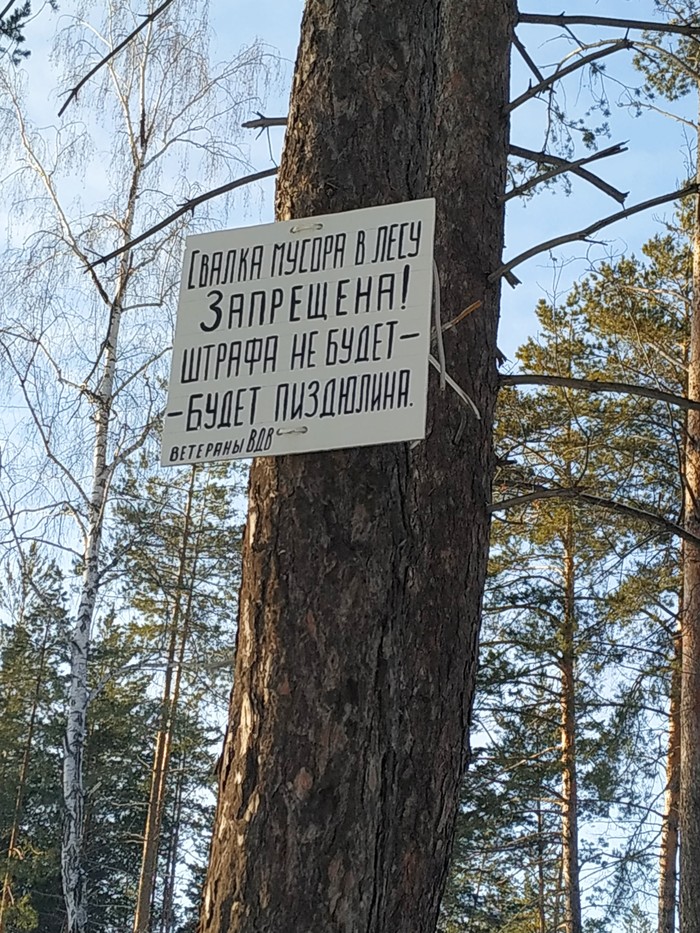 Свалка мусора в лесу
Запрещена!
штрафа не будет–
–будет пиздюлина.
ветераны ВДВ